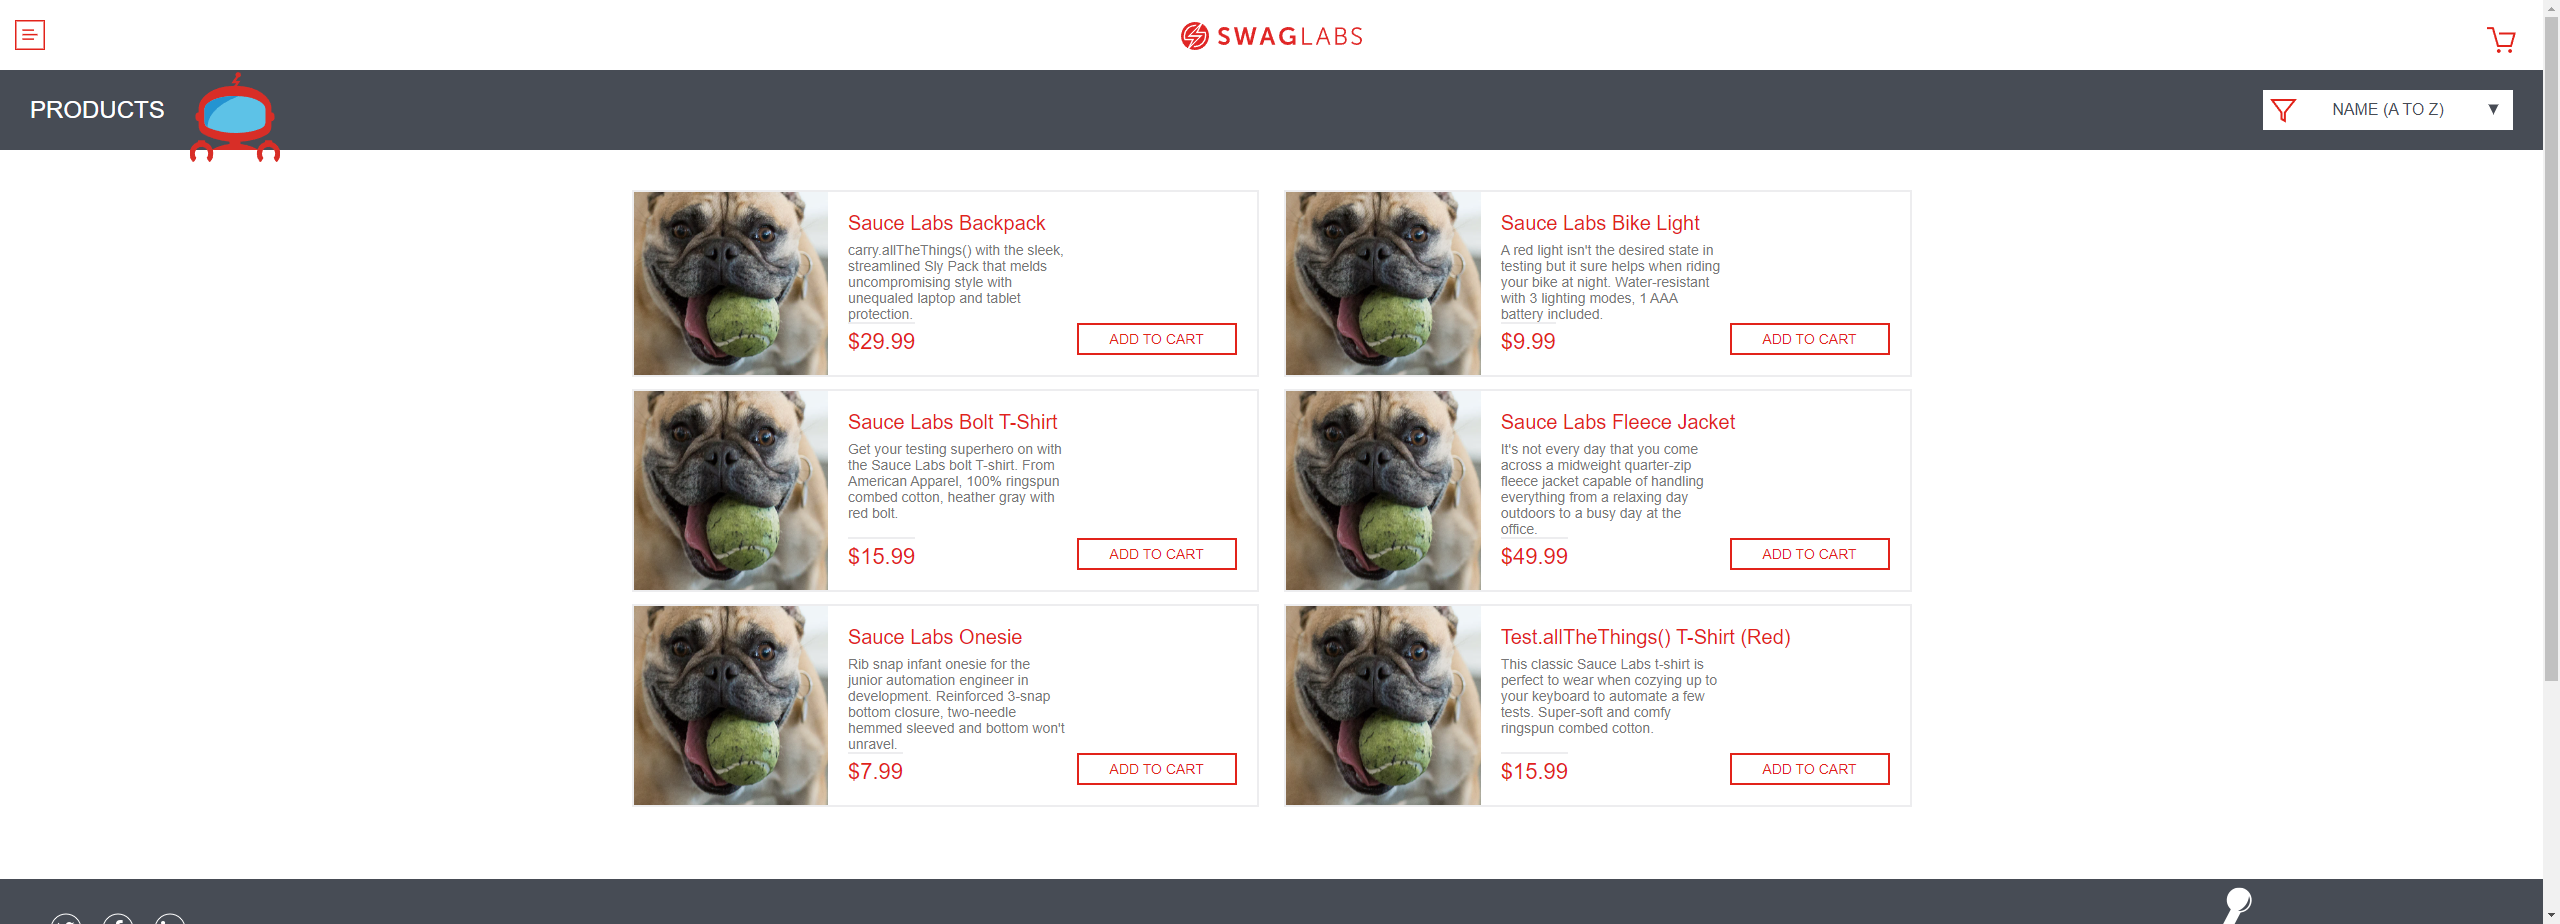 SWAGLABS
PRODUCTS
NAME (A TO Z)
Sauce Labs Backpack
carry.allTheThings() with the sleek,
streamlined Sly Pack that melds
uncompromising style with
unequaled laptop and tablet
protection.
$29.99
ADD TO CART
Sauce Labs Bike Light
A red light isn't the desired state in
testing but it sure helps when riding
your bike at night. Water-resistant
with 3 lighting modes, 1 AAA
battery included.
$9.99
ADD TO CART
Sauce Labs Bolt T-Shirt
Get your testing superhero on with
the Sauce Labs bolt T-shirt. From
American Apparel, 100% ringspun
combed cotton, heather gray with
red bolt.
$15.99
ADD TO CART
Sauce Labs Fleece Jacket
It's not every day that you come
across a midweight quarter-zip
fleece jacket capable of handling
everything from a relaxing day
outdoors to a busy day at the
office.
$49.99
ADD TO CART
Sauce Labs Onesie
Rib snap infant onesie for the
junior automation engineer in
development. Reinforced 3-snap
bottom closure, two-needle
hemmed sleeved and bottom won't
unravel.
$7.99
ADD TO CART
Test.allTheThings() T-Shirt (Red)
This classic Sauce Labs t-shirt is
perfect to wear when cozying up to
your keyboard to automate a few
tests. Super-soft and comfy
ringspun combed cotton.
$15.99
ADD TO CART